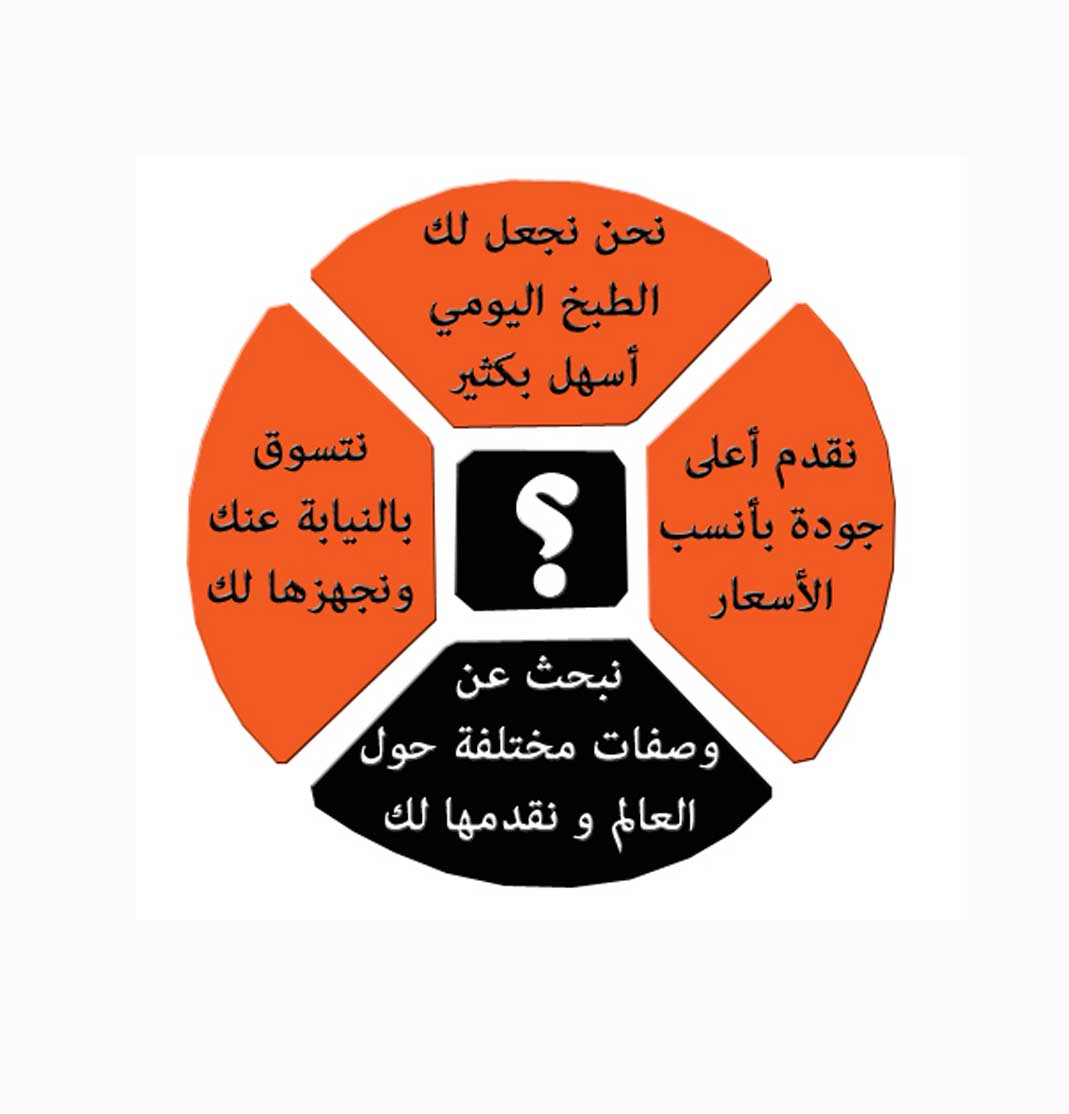 نحن نجعل لك
الطبخ اليومي
أسهل بكثير
نقدم أعلى
جودة بأنسب
الأسعار
؟
نتسوق
بالنيابة عنك
ونجهزها لك
نبحث عن
وصفات مختلفة حول
العالم و نقدمها لك